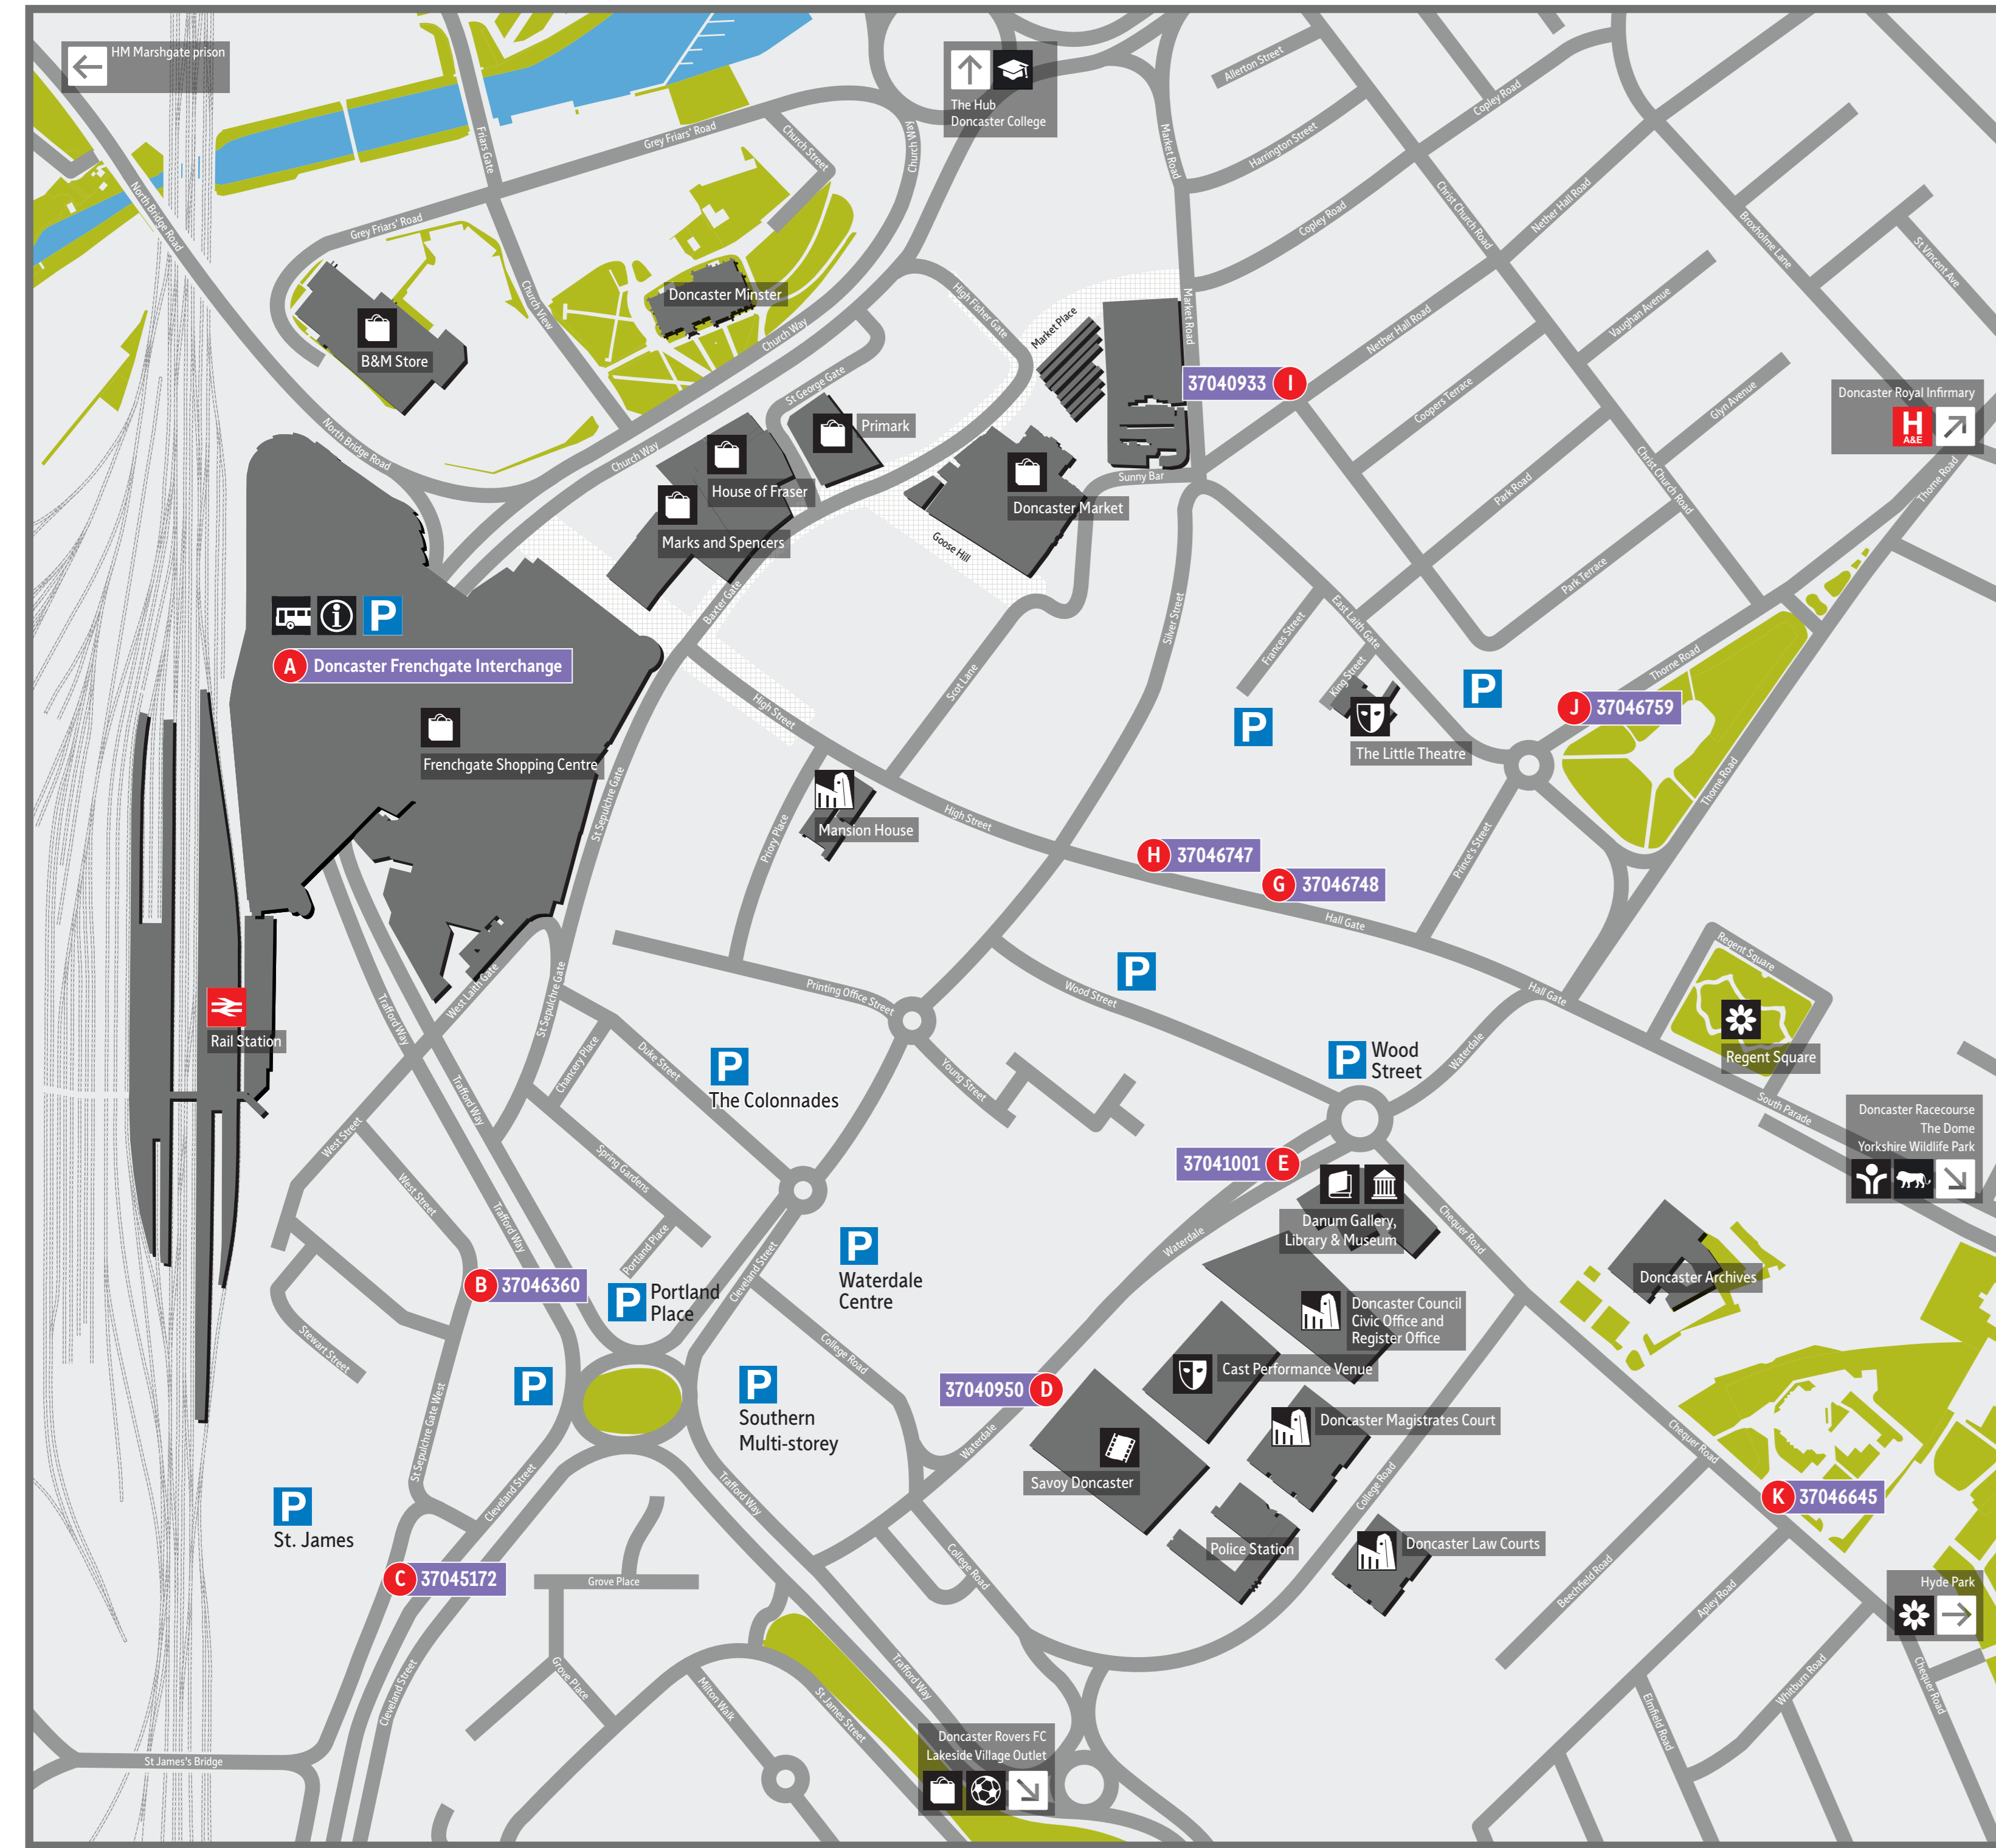 HM Marshgate prison
The Hub
Doncaster College
Allerton Street
Copley Road
Friars Gate
Grey Friars' Road
Church Street
Church Way
Market Road
Harrington Street
North Bridge Road
Grey Friars' Road
Copley Road
Christ Church Road
Nether Hall Road
Broxholme Lane
St Vincent Ave
Church View
Doncaster Minster
Church Way
High Fisher Gate
Market Place
Market Road
Nether Hall Road
Vaughan Avenue
B&M Store
St George Gate
37040933 I
Coopers Terrace
Glyn Avenue
Doncaster Royal Infirmary
H
A&E
North Bridge Road
Church Way
Primark
House of Fraser
Marks and Spencers
Doncaster Market
Sunny Bar
Park Road
Christ Church Road
Thorne Road
Goose Hill
Baxter Gate
Silver Street
Frances Street
East Laith Gate
Park Terrace
P
A Doncaster Frenchgate Interchange
Scot Lane
King Street
Thorne Road
P
P
J 37046759
High Street
Frenchgate Shopping Centre
The Little Theatre
Thorne Road
St Sepulchre Gate
Priory Place
Mansion House
High Street
H 37046747
G 37046748
Prince's Street
Hall Gate
Regent Square
West Laith Gate
St Sepulchre Gate
Printing Office Street
Wood Street
P
Hall Gate
Regent Square
Rail Station
Trafford Way
Chancery Place
Duke Street
P
The Colonnades
Young Street
P
Wood
Street
Waterdale
South Parade
Doncaster Racecourse
The Dome
Yorkshire Wildlife Park
Trafford Way
West Street
West Street
Spring Gardens
37041001 E
Danum Gallery,
Library & Museum
Chequer Road
Trafford Way
Portland Place
Cleveland Street
P
Waterdale
Centre
Waterdale
Doncaster Archives
B 37046360
P
Portland
Place
Doncaster Council
Civic Office and
Register Office
Stewart Street
College Road
Cast Performance Venue
P
P
Southern
Multi-storey
37040950 D
Doncaster Magistrates Court
St Sepulchre Gate West
Waterdale
Savoy Doncaster
Chequer Road
P
St. James
Cleveland Street
Trafford Way
College Road
K 37046645
Police Station
Doncaster Law Courts
C 37045172
Grove Place
College Road
Beechfield Road
Apley Road
Hyde Park
Cleveland Street
Grove Place
Milton Walk
St James Street
Trafford Way
Elmfield Road
Whitburn Road
Chequer Road
St James's Bridge
Doncaster Rovers FC
Lakeside Village Outlet